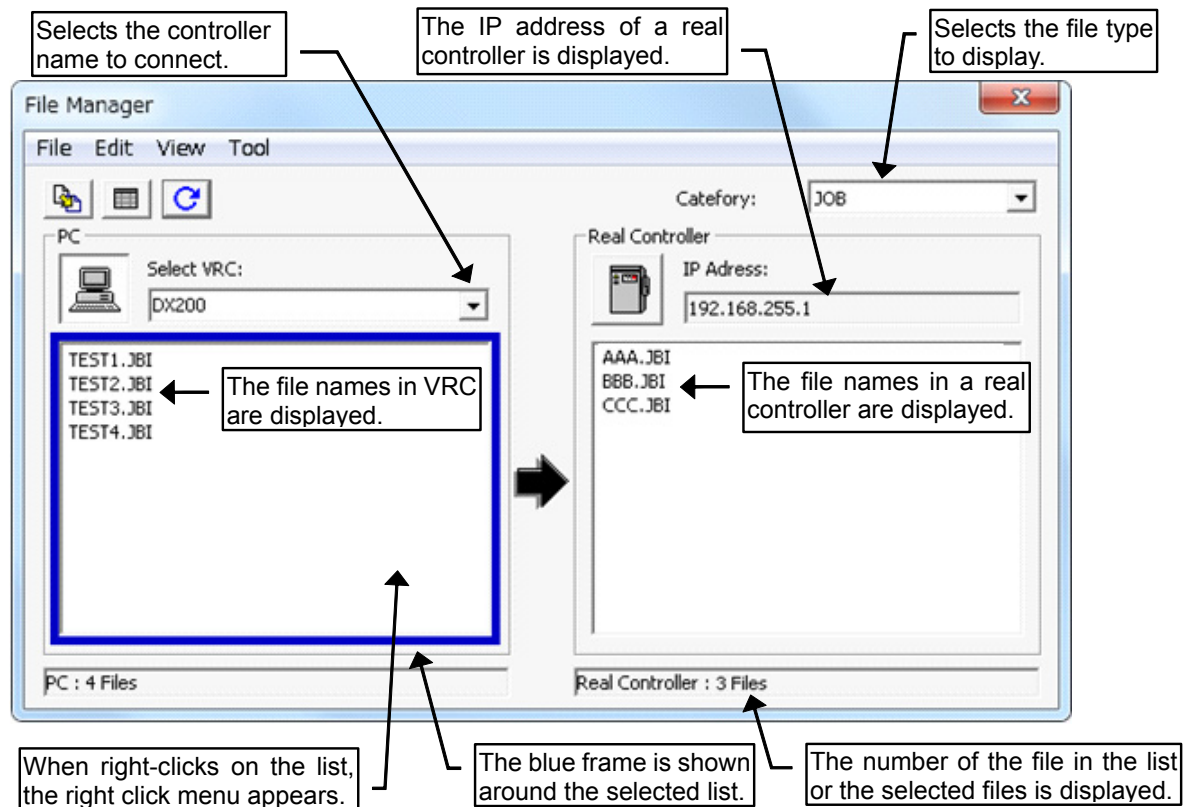 Selects the controller
name to connect.
The IP address of a real
controller is displayed.
Selects the file type
to display.
File Manager
File Edit View Tool
Catefory:
JOB
PC
Select VRC:
DX200
Real Controller
IP Adress:
192.168.255.1
TEST1.JBI
TEST2.JBI
TEST3.JBI
TEST4.JBI
The file names in VRC
are displayed.
AAA.JBI
BBB.JBI
CCC.JBI
The file names in a real
controller are displayed.
PC : 4 Files
Real Controller : 3 Files
When right-clicks on the list,
the right click menu appears.
The blue frame is shown
around the selected list.
The number of the file in the list
or the selected files is displayed.